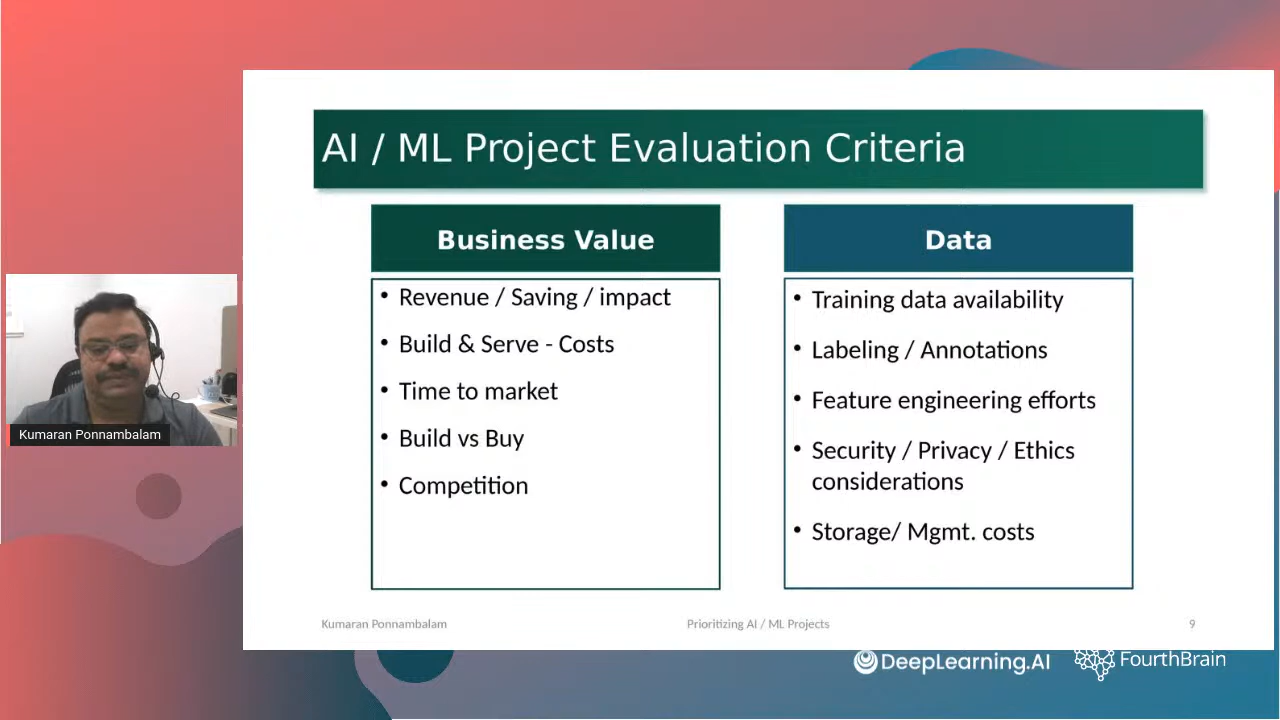 AI / ML Project Evaluation Criteria
Business Value
• Revenue / Saving / impact
• Build & Serve - Costs
• Time to market
• Build vs Buy
• Competition
Data
• Training data availability
• Labeling / Annotations
• Feature engineering efforts
• Security / Privacy / Ethics
considerations
• Storage/ Mgmt. costs
Kumaran Ponnambalam
Kumaran Ponnambalam
Prioritizing AI / ML Projects
9
DeepLearning.AI
FourthBrain